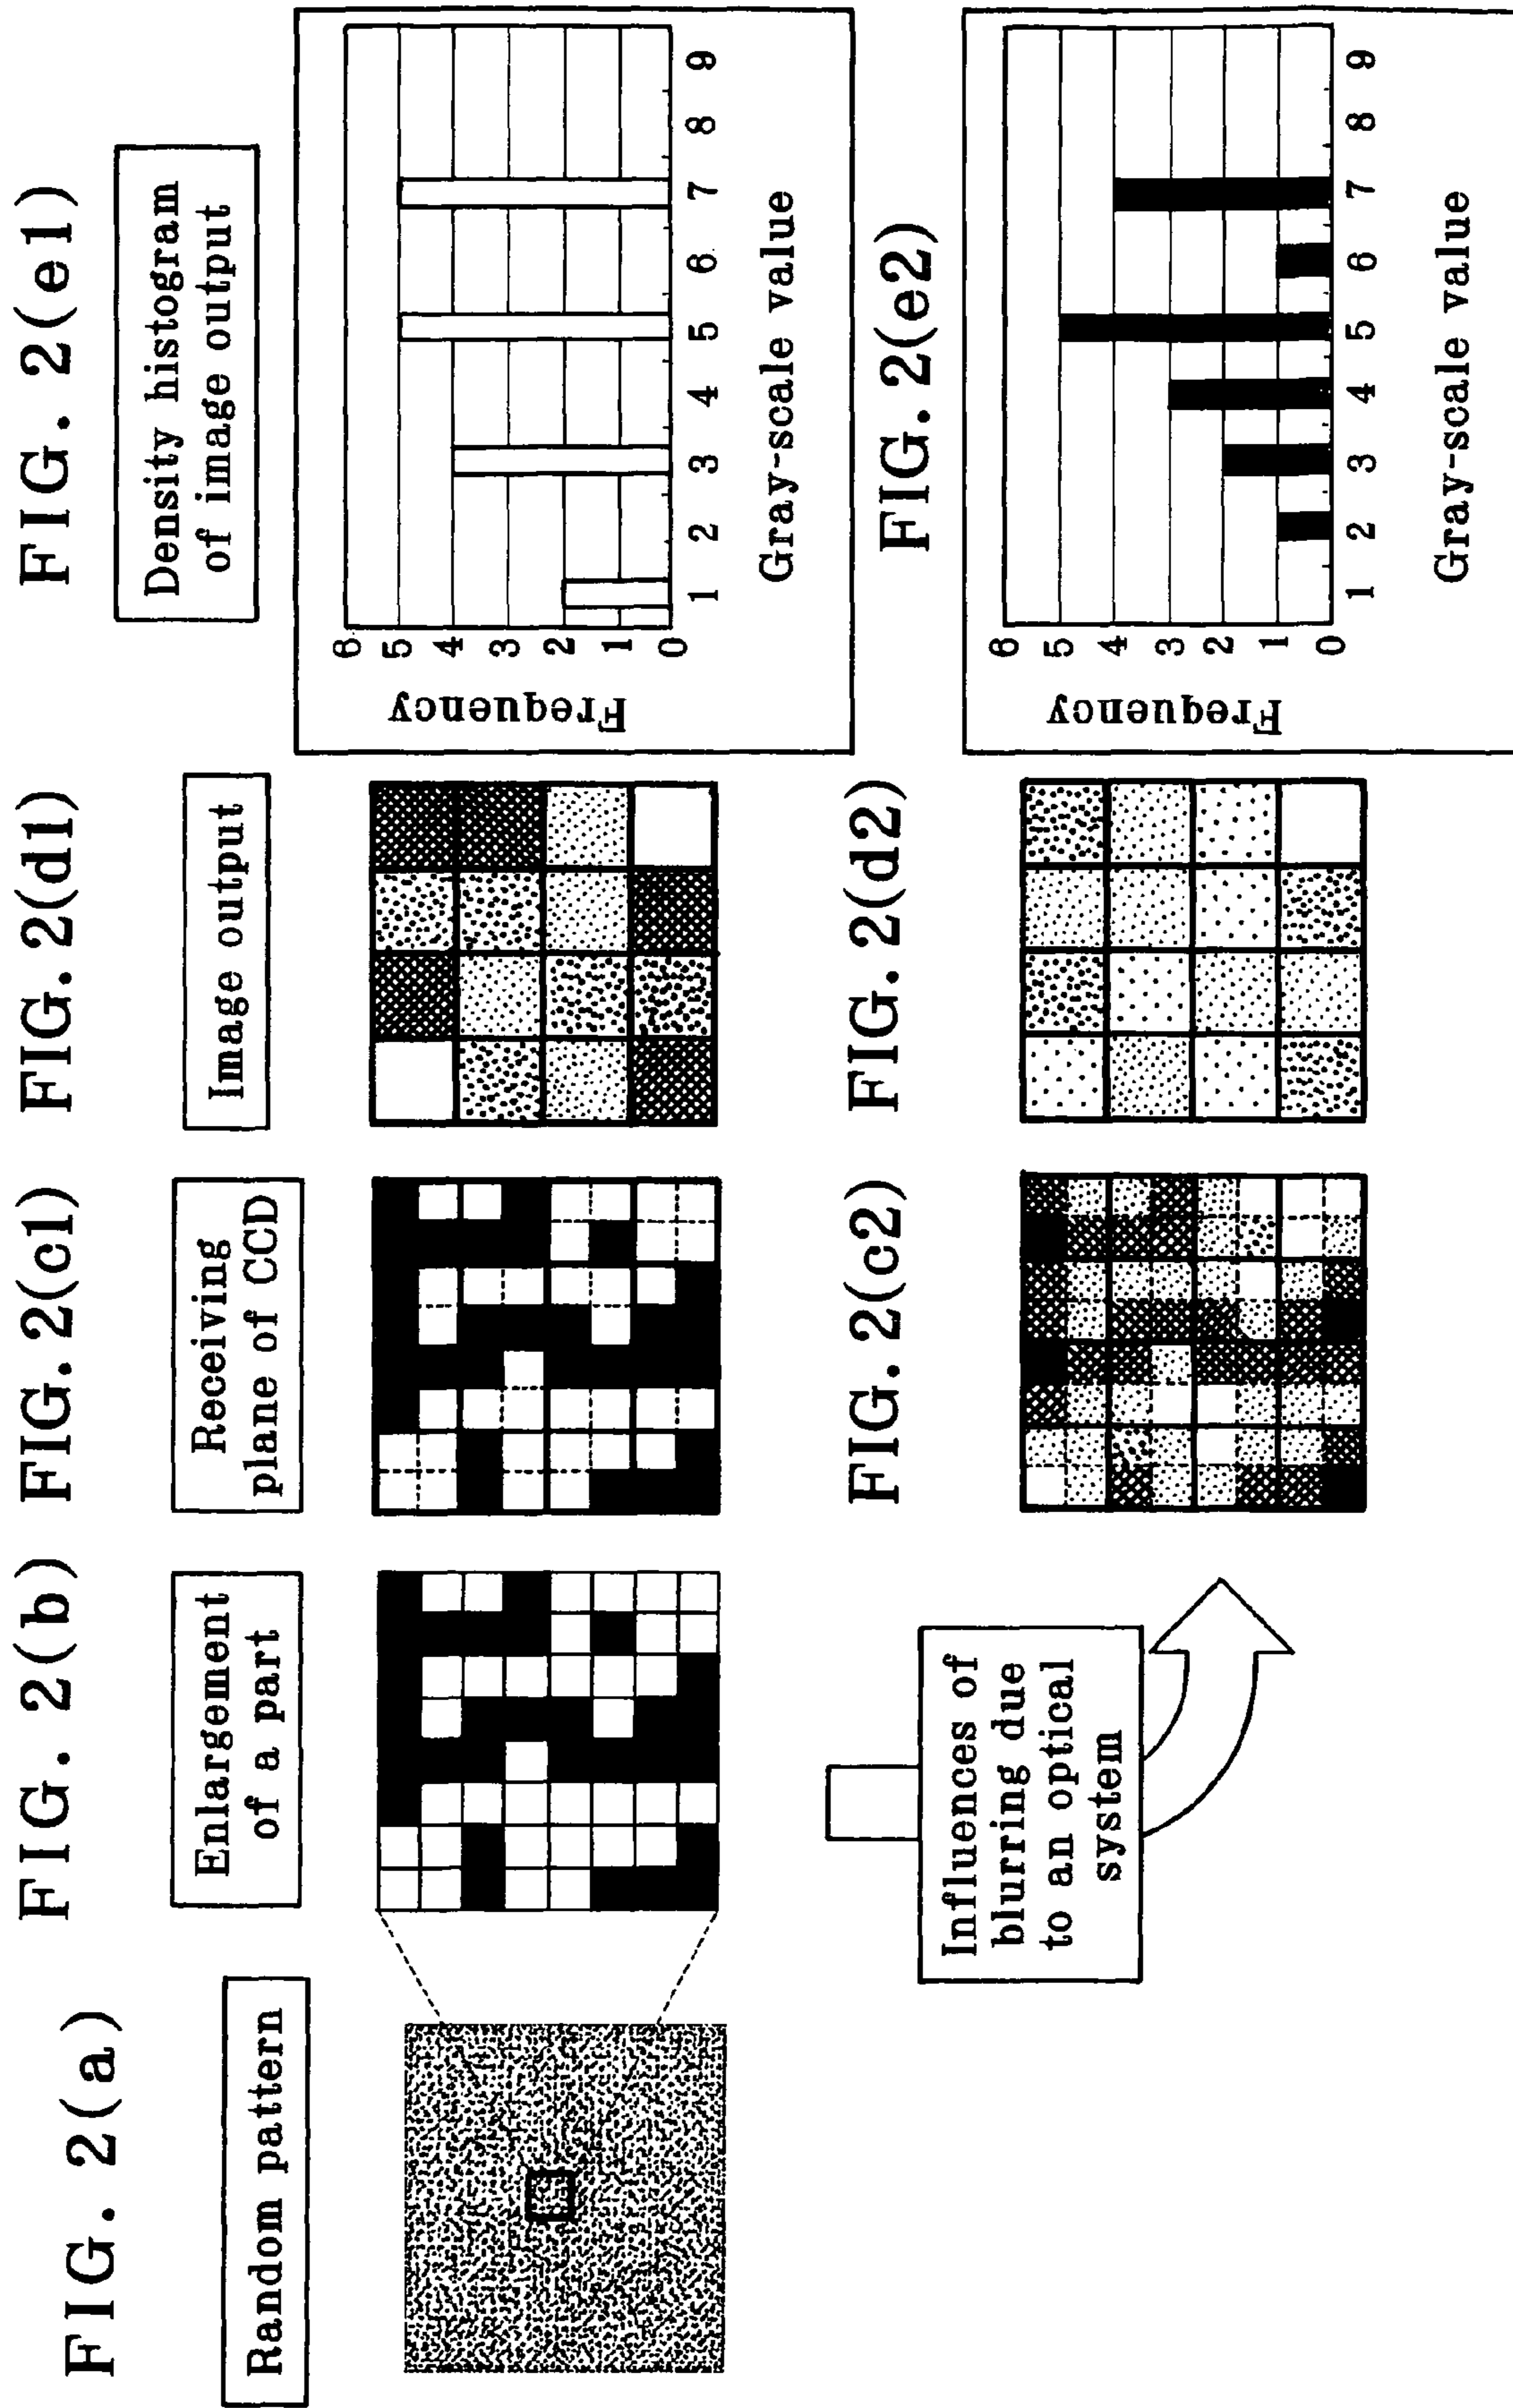 FIG. 2(a)
Random pattern
FIG. 2(b)
Enlargement
of a part
FIG. 2(c1)
Receiving
plane of CCD
FIG. 2(d1)
Image output
FIG. 2(e1)
Density histogram
of image output
Frequency
6
5
4
3
2
1
0
1 2 3 4 5 6 7 8 9
Gray-scale value
Influences of
blurring due
to an optical
system
FIG. 2(c2)
FIG. 2(d2)
FIG. 2(e2)
Frequency
6
5
4
3
2
1
0
1 2 3 4 5 6 7 8 9
Gray-scale value